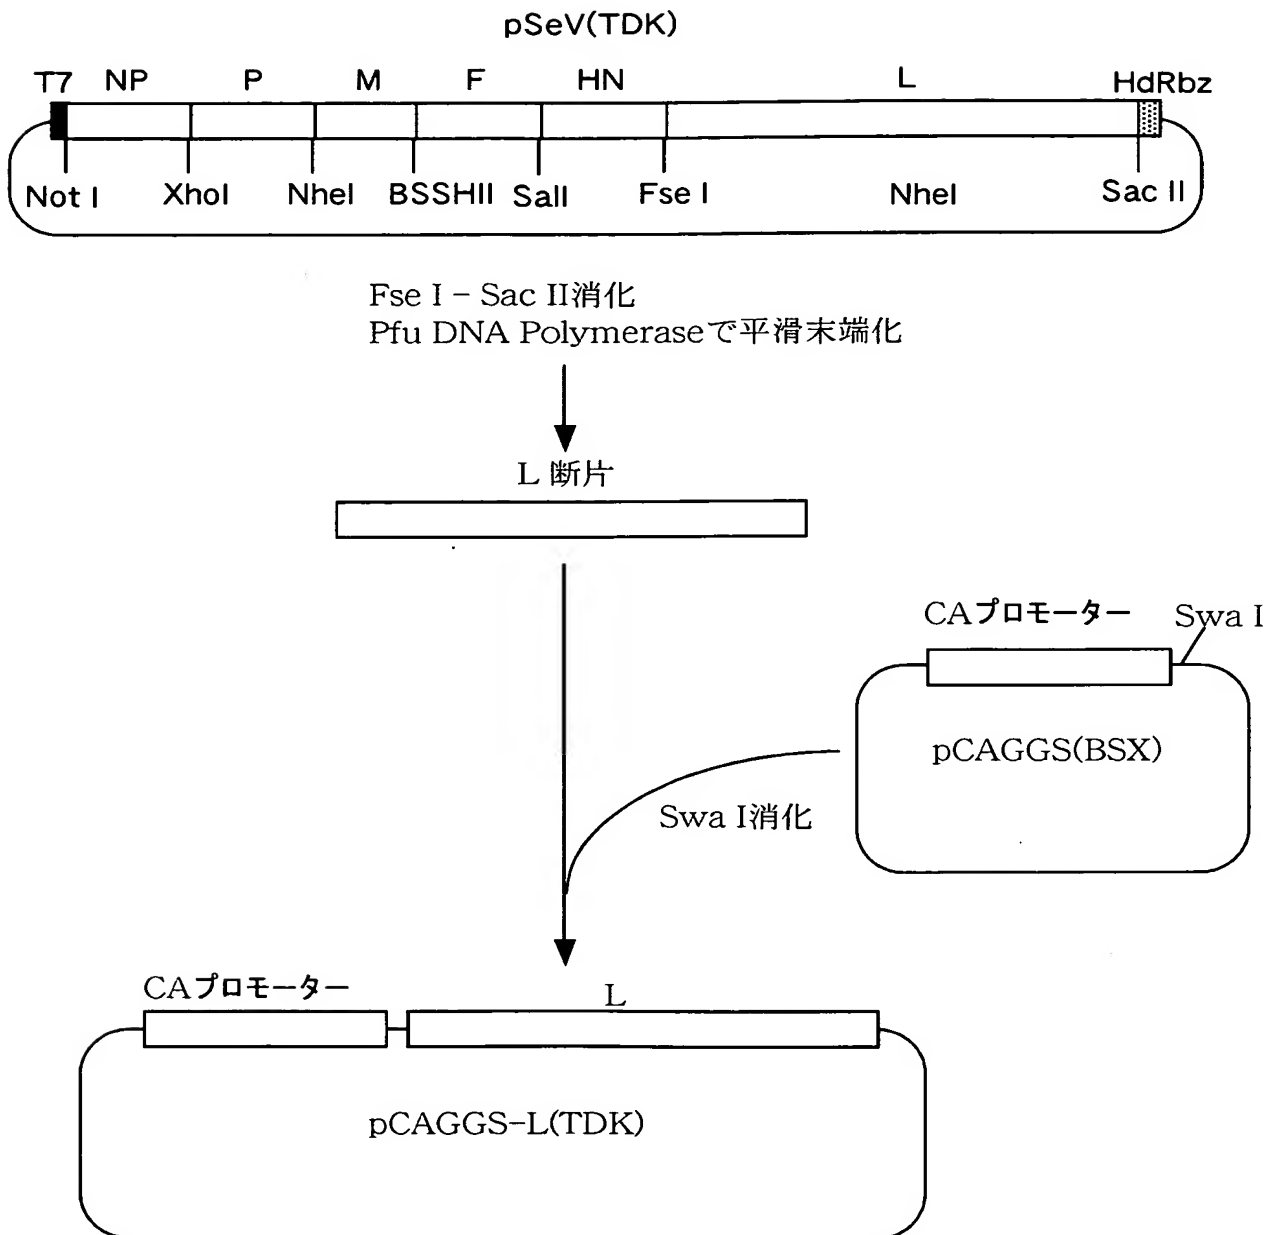 pSeV(TDK)
T7 NP P M F HN L HdRbz
Not I XhoI NheI BSSHII SalI Fse I NheI Sac II
Fse I – Sac II消化
Pfu DNA Polymeraseで平滑末端化
L 断片
CAプロモーター Swa I
pCAGGS(BSX)
Swa I消化
CAプロモーター L
pCAGGS-L(TDK)